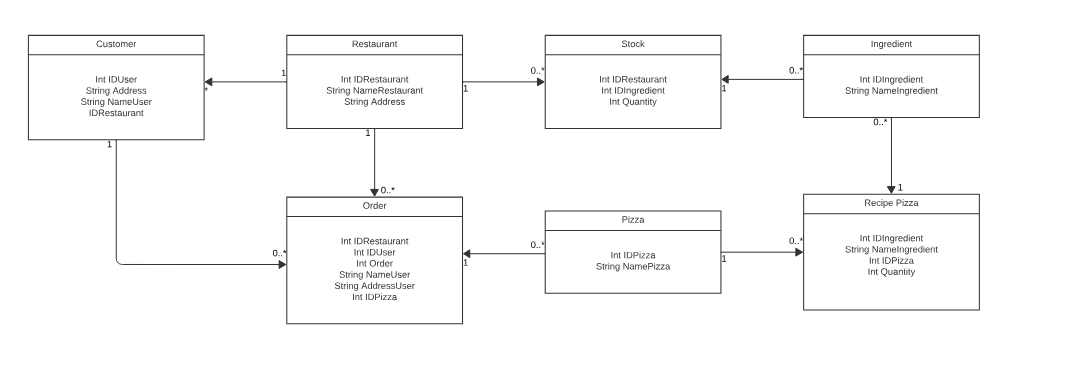 Customer
Int IDUser
String Address
String NameUser
IDRestaurant
Restaurant
Int IDRestaurant
String NameRestaurant
String Address
Stock
Int IDRestaurant
Int IDIngredient
Int Quantity
Ingredient
Int IDIngredient
String NameIngredient
1
*
1
0..*
0..*
1
1
1
0..*
0..*
1
0..*
Order
Int IDRestaurant
Int IDUser
Int Order
String NameUser
String AddressUser
Int IDPizza
Pizza
Int IDPizza
String NamePizza
Recipe Pizza
Int IDIngredient
String NameIngredient
Int IDPizza
Int Quantity
0..*
1
1
0..*